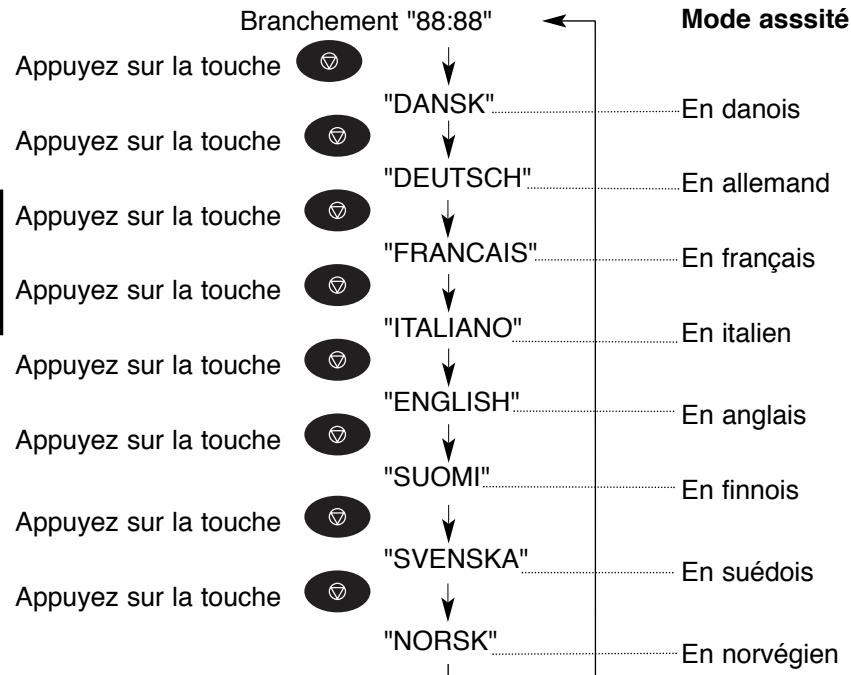 Branchement "88:88" Mode asssité
Appuyez sur la touche
"DANSK" En danois
Appuyez sur la touche
"DEUTSCH" En allemand
Appuyez sur la touche
"FRANCAIS" En français
Appuyez sur la touche
"ITALIANO" En italien
Appuyez sur la touche
"ENGLISH" En anglais
Appuyez sur la touche
"SUOMI" En finnois
Appuyez sur la touche
"SVENSKA" En suédois
Appuyez sur la touche
"NORSK" En norvégien